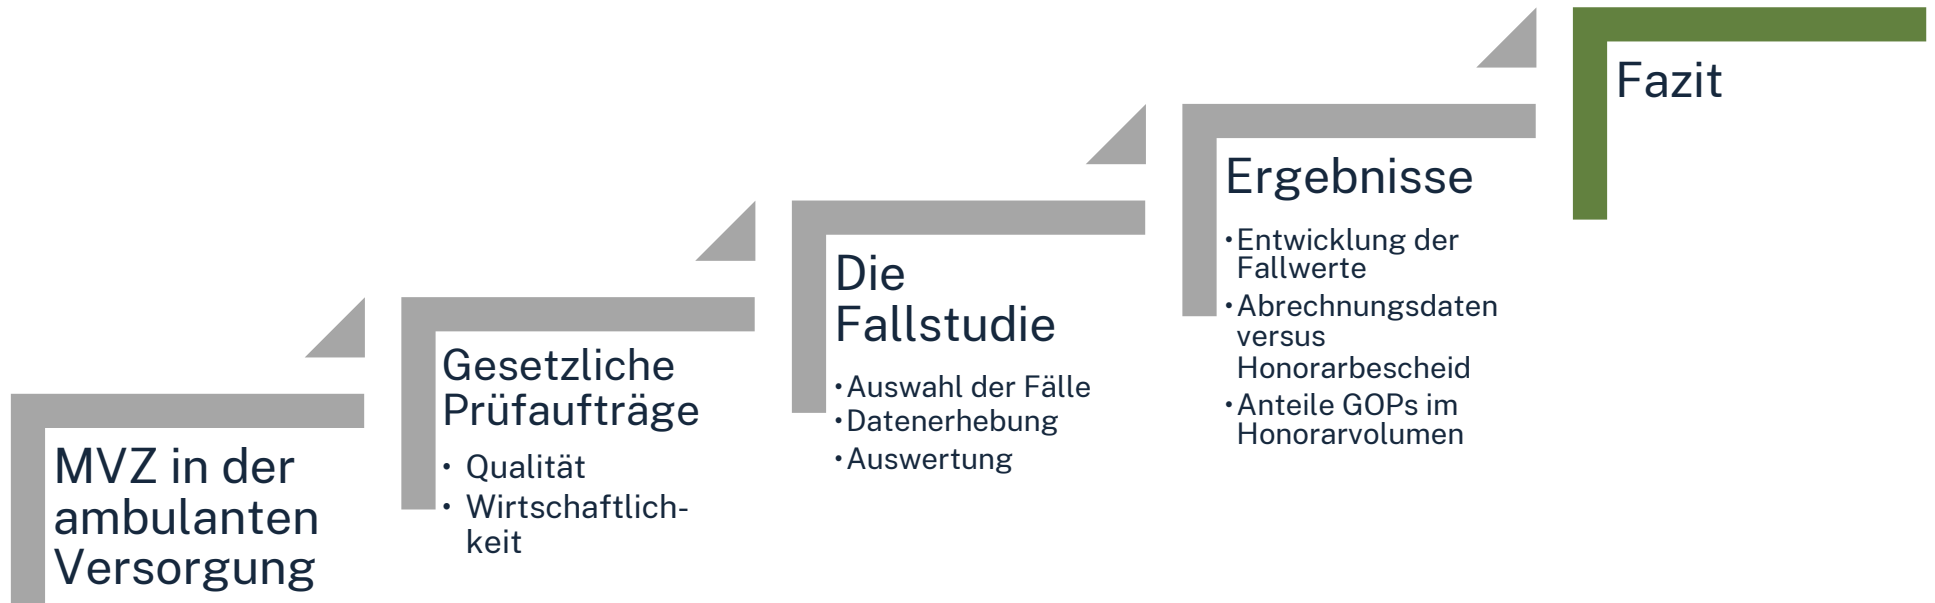 MVZ in der
ambulanten
Versorgung
Gesetzliche
Prüfaufträge
• Qualität
• Wirtschaftlich-
keit
Die
Fallstudie
• Auswahl der Fälle
• Datenerhebung
• Auswertung
Ergebnisse
• Entwicklung der
Fallwerte
• Abrechnungsdaten
versus
Honorarbescheid
• Anteile GOPs im
Honorarvolumen
Fazit